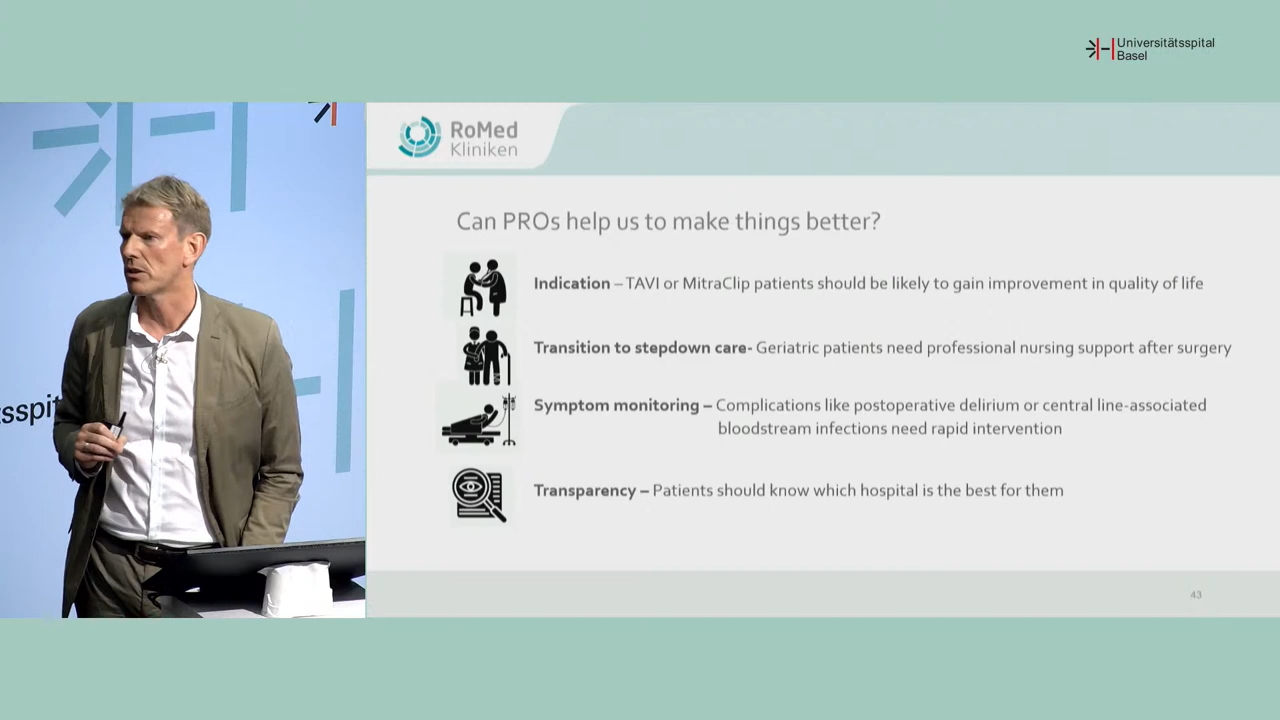 Universitätsspital
Basel
RoMed
Kliniken
Can PROs help us to make things better?
Indication – TAVI or MitraClip patients should be likely to gain improvement in quality of life
Transition to stepdown care- Geriatric patients need professional nursing support after surgery
Symptom monitoring – Complications like postoperative delirium or central line-associated
bloodstream infections need rapid intervention
Transparency – Patients should know which hospital is the best for them
43